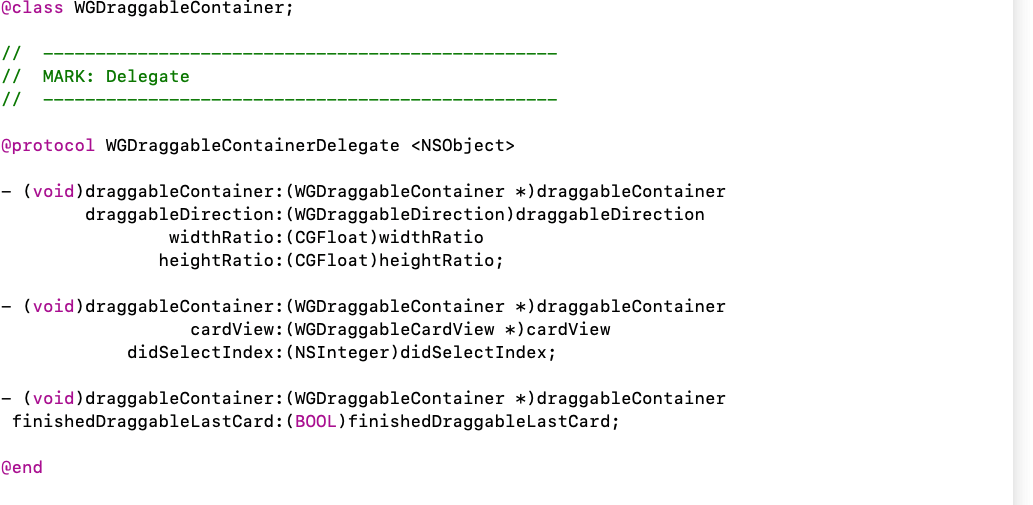 @class WGDraggableContainer;
// -------------------------------------------------
// MARK: Delegate
// -------------------------------------------------
@protocol WGDraggableContainerDelegate <NSObject>
- (void)draggableContainer:(WGDraggableContainer *)draggableContainer
draggableDirection:(WGDraggableDirection)draggableDirection
widthRatio:(CGFloat)widthRatio
heightRatio:(CGFloat)heightRatio;
- (void)draggableContainer:(WGDraggableContainer *)draggableContainer
cardView:(WGDraggableCardView *)cardView
didSelectIndex:(NSInteger)didSelectIndex;
- (void)draggableContainer:(WGDraggableContainer *)draggableContainer
finishedDraggableLastCard:(BOOL)finishedDraggableLastCard;
@end